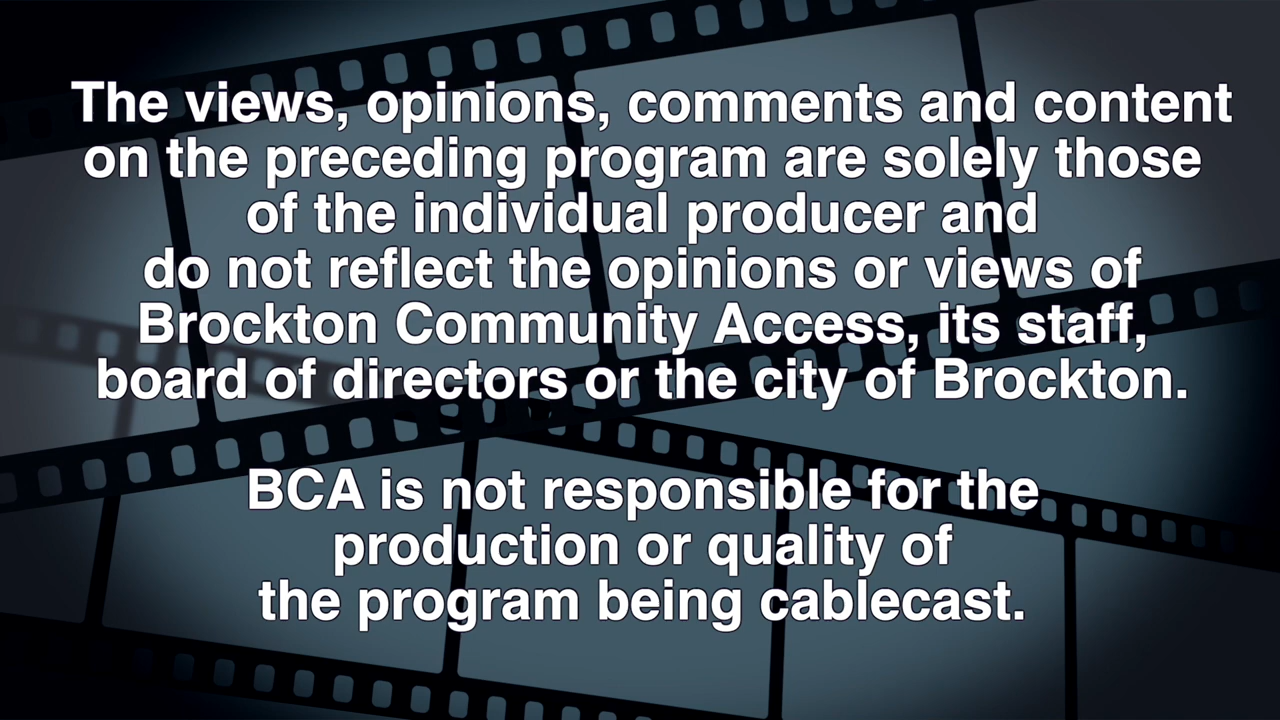 The views, opinions, comments and content
on the preceding program are solely those
of the individual producer and
do not reflect the opinions or views of
Brockton Community Access, its staff,
board of directors or the city of Brockton.
BCA is not responsible for the
production or quality of
the program being cablecast.